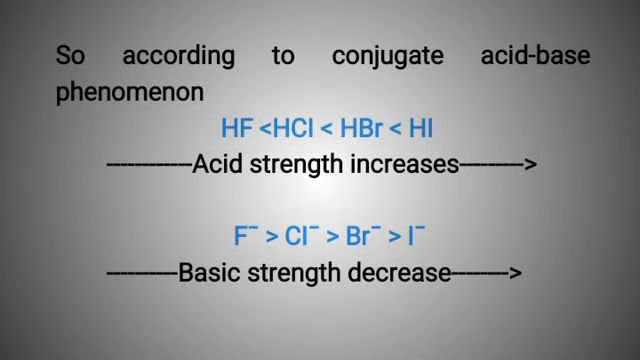 So according to conjugate acid-base
phenomenon
HF <HCl < HBr < HI
------------Acid strength increases--------->
F⁻ > Cl⁻ > Br⁻ > I⁻
----------Basic strength decrease-------->